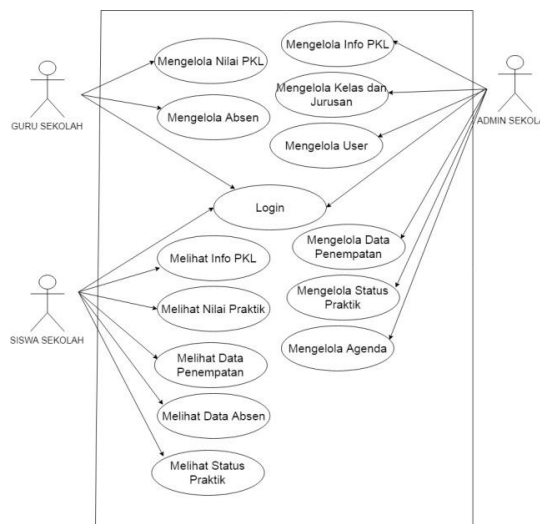 Mengelola Nilai PKL
Mengelola Info PKL
GURU SEKOLAH
Mengelola Absen
Mengelola Kelas dan
Jurusan
ADMIN SEKOL
Mengelola User
Login
Melihat Info PKL
Mengelola Data
Penempatan
SISWA SEKOLAH
Melihat Nilai Praktik
Mengelola Status
Praktik
Melihat Data
Penempatan
Mengelola Agenda
Melihat Data Absen
Melihat Status
Praktik